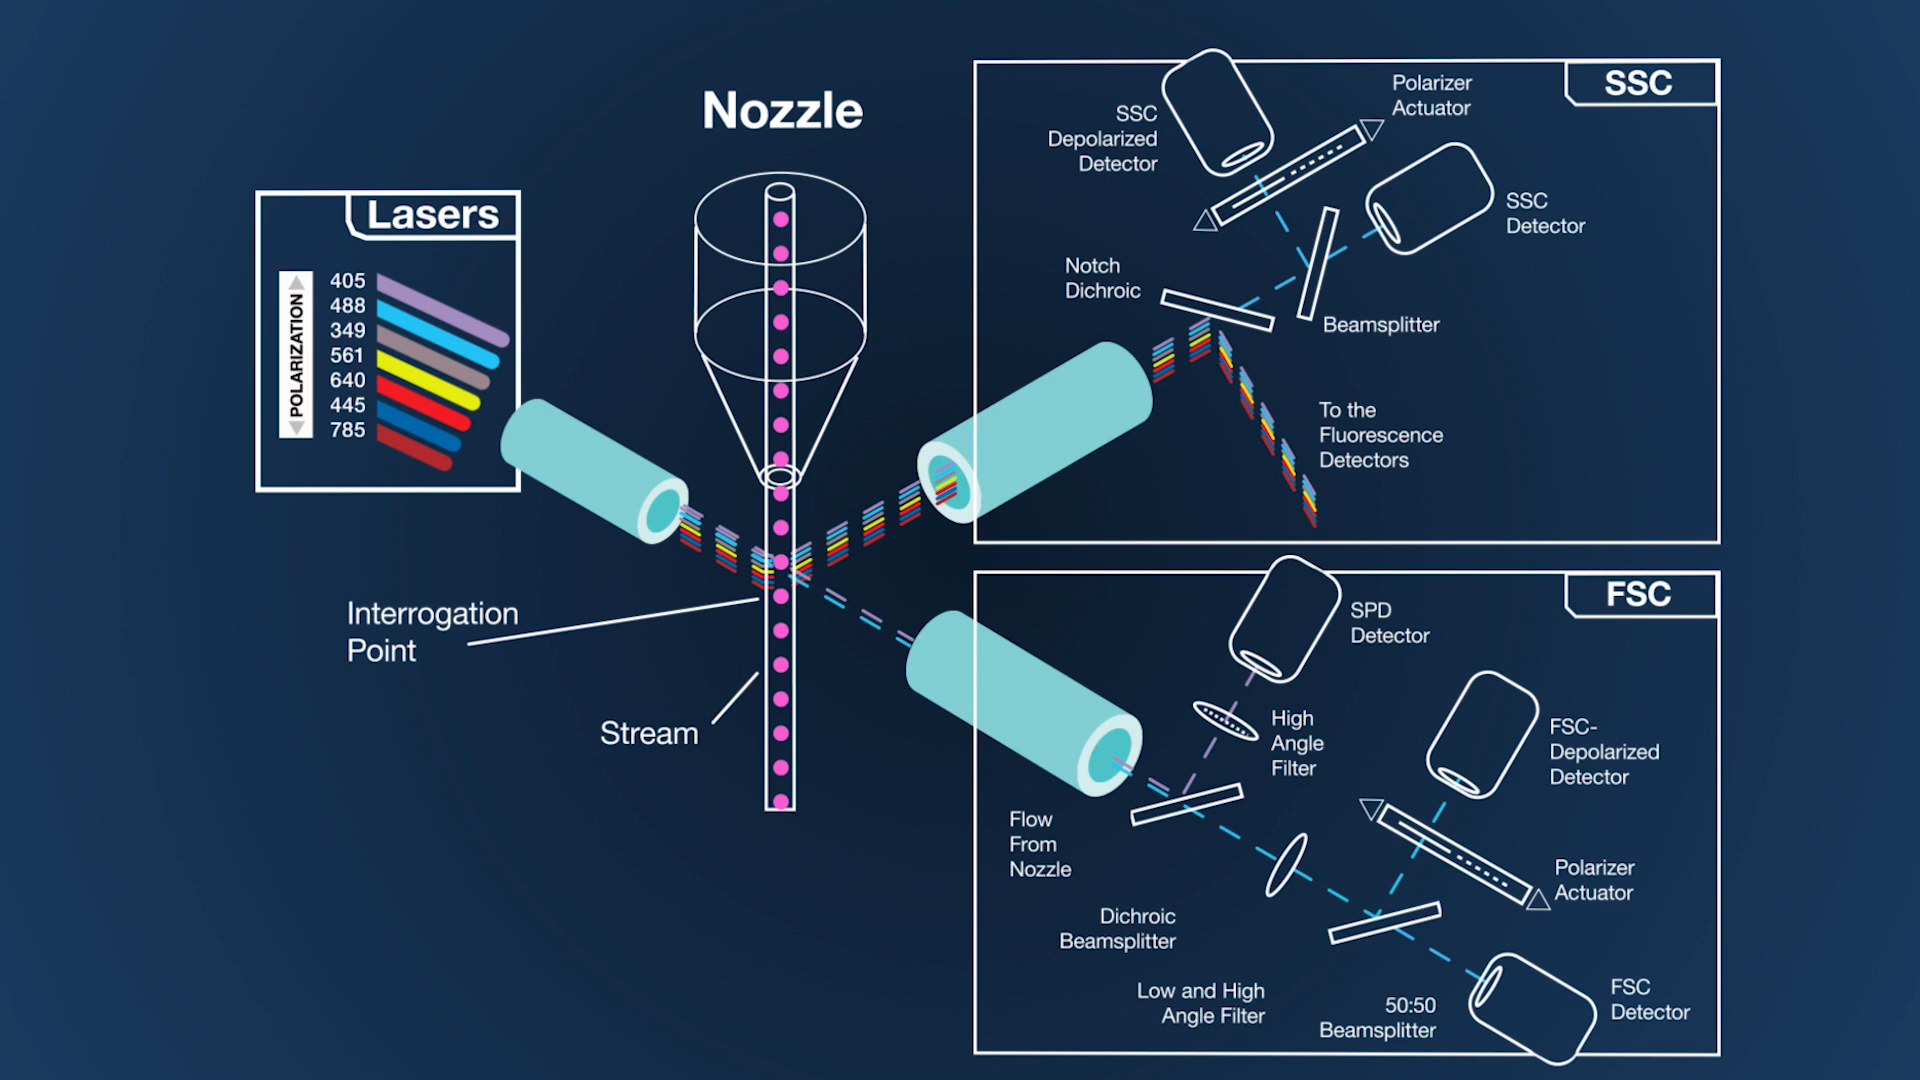 Nozzle
Lasers
POLARIZATION
405
488
349
561
640
445
785
Interrogation
Point
Stream
SSC
SSC
Depolarized
Detector
Polarizer
Actuator
SSC
Detector
Notch
Dichroic
Beamsplitter
To the
Fluorescence
Detectors
FSC
SPD
Detector
High
Angle
Filter
FSC-
Depolarized
Detector
Flow
From
Nozzle
Polarizer
Actuator
Dichroic
Beamsplitter
Low and High
Angle Filter
50:50
Beamsplitter
FSC
Detector